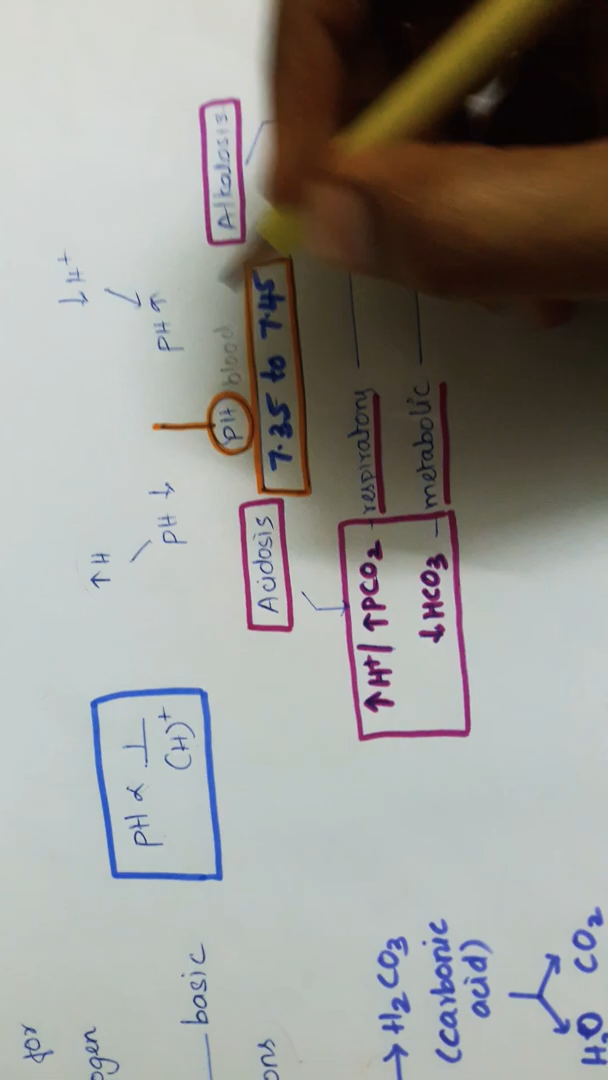 for
ogen
basic
ons
→ H₂CO₃
(carbonic
acid)
H₂O CO₂
PH ∝ 1
(H)⁺
↑H
PH ↓
↓ H⁺
PH ↑
PH blood
7.35 to 7.45
Acidosis
Alkalosis
↑H⁺/↑PCO₂ - respiratory
↓HCO₃ - metabolic